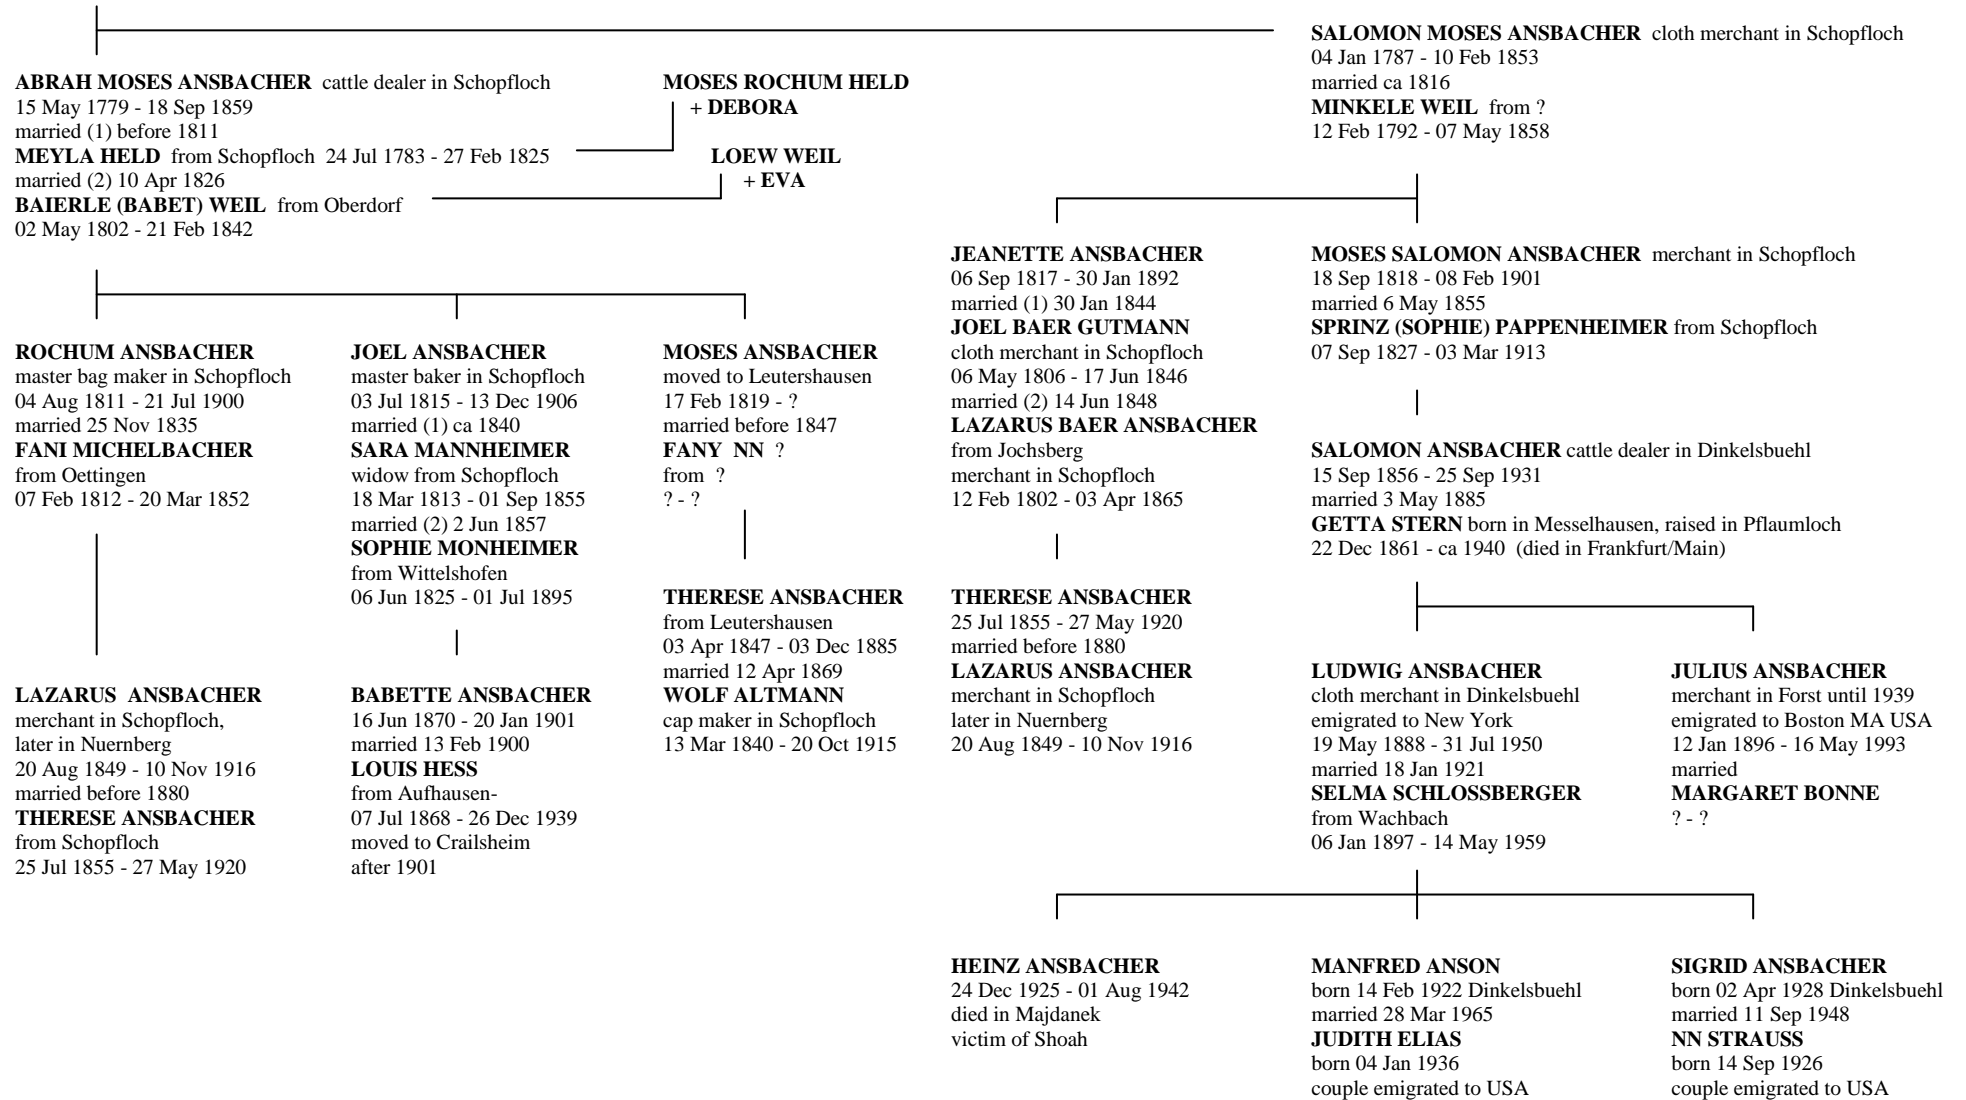 SALOMON MOSES ANSBACHER cloth merchant in Schopfloch
04 Jan 1787 - 10 Feb 1853
married ca 1816
MINKELE WEIL from ?
12 Feb 1792 - 07 May 1858
ABRAH MOSES ANSBACHER cattle dealer in Schopfloch
15 May 1779 - 18 Sep 1859
married (1) before 1811
MEYLA HELD from Schopfloch 24 Jul 1783 - 27 Feb 1825
married (2) 10 Apr 1826
BAIERLE (BABET) WEIL from Oberdorf
02 May 1802 - 21 Feb 1842
MOSES ROCHUM HELD
+ DEBORA
LOEW WEIL
+ EVA
JEANETTE ANSBACHER
06 Sep 1817 - 30 Jan 1892
married (1) 30 Jan 1844
JOEL BAER GUTMANN
cloth merchant in Schopfloch
06 May 1806 - 17 Jun 1846
married (2) 14 Jun 1848
LAZARUS BAER ANSBACHER
from Jochsberg
merchant in Schopfloch
12 Feb 1802 - 03 Apr 1865
MOSES SALOMON ANSBACHER merchant in Schopfloch
18 Sep 1818 - 08 Feb 1901
married 6 May 1855
SPRINZ (SOPHIE) PAPPENHEIMER from Schopfloch
07 Sep 1827 - 03 Mar 1913
ROCHUM ANSBACHER
master bag maker in Schopfloch
04 Aug 1811 - 21 Jul 1900
married 25 Nov 1835
FANI MICHELBACHER
from Oettingen
07 Feb 1812 - 20 Mar 1852
JOEL ANSBACHER
master baker in Schopfloch
03 Jul 1815 - 13 Dec 1906
married (1) ca 1840
SARA MANNHEIMER
widow from Schopfloch
18 Mar 1813 - 01 Sep 1855
married (2) 2 Jun 1857
SOPHIE MONHEIMER
from Wittelshofen
06 Jun 1825 - 01 Jul 1895
MOSES ANSBACHER
moved to Leutershausen
17 Feb 1819 - ?
married before 1847
FANY NN ?
from ?
? - ?
SALOMON ANSBACHER cattle dealer in Dinkelsbuehl
15 Sep 1856 - 25 Sep 1931
married 3 May 1885
GETTA STERN born in Messelhausen, raised in Pflaumloch
22 Dec 1861 - ca 1940 (died in Frankfurt/Main)
THERESE ANSBACHER
from Leutershausen
03 Apr 1847 - 03 Dec 1885
married 12 Apr 1869
WOLF ALTMANN
cap maker in Schopfloch
13 Mar 1840 - 20 Oct 1915
THERESE ANSBACHER
25 Jul 1855 - 27 May 1920
married before 1880
LAZARUS ANSBACHER
merchant in Schopfloch
later in Nuernberg
20 Aug 1849 - 10 Nov 1916
LAZARUS ANSBACHER
merchant in Schopfloch,
later in Nuernberg
20 Aug 1849 - 10 Nov 1916
married before 1880
THERESE ANSBACHER
from Schopfloch
25 Jul 1855 - 27 May 1920
BABETTE ANSBACHER
16 Jun 1870 - 20 Jan 1901
married 13 Feb 1900
LOUIS HESS
from Aufhausen-
07 Jul 1868 - 26 Dec 1939
moved to Crailsheim
after 1901
LUDWIG ANSBACHER
cloth merchant in Dinkelsbuehl
emigrated to New York
19 May 1888 - 31 Jul 1950
married 18 Jan 1921
SELMA SCHLOSSBERGER
from Wachbach
06 Jan 1897 - 14 May 1959
JULIUS ANSBACHER
merchant in Forst until 1939
emigrated to Boston MA USA
12 Jan 1896 - 16 May 1993
married
MARGARET BONNE
? - ?
HEINZ ANSBACHER
24 Dec 1925 - 01 Aug 1942
died in Majdanek
victim of Shoah
MANFRED ANSON
born 14 Feb 1922 Dinkelsbuehl
married 28 Mar 1965
JUDITH ELIAS
born 04 Jan 1936
couple emigrated to USA
SIGRID ANSBACHER
born 02 Apr 1928 Dinkelsbuehl
married 11 Sep 1948
NN STRAUSS
born 14 Sep 1926
couple emigrated to USA